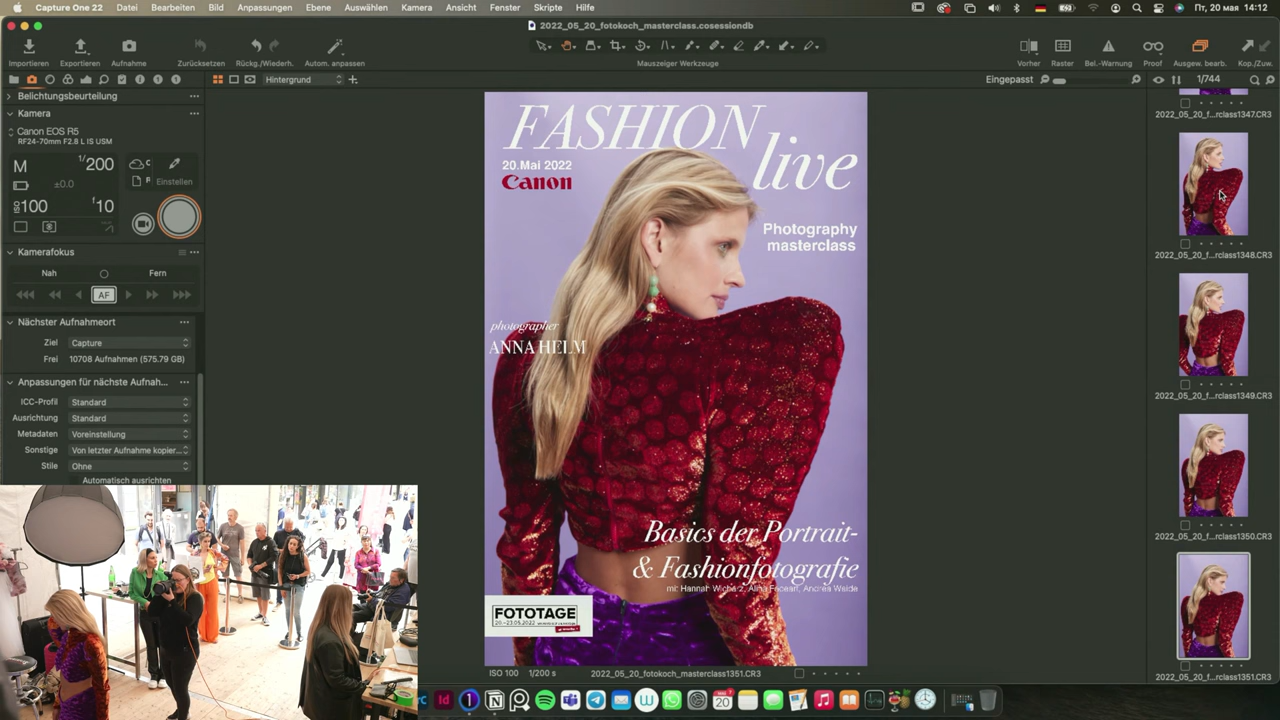 Capture One 22 Datei Bearbeiten Bild Anpassungen Ebene Auswählen Kamera Ansicht Fenster Skripte Hilfe Пт, 20 мая 14:12
2022_05_20_fotokoch_masterclass.cosessiondb
Importieren Exportieren Aufnahme Zurücksetzen Rückg./Wiederh. Autom. anpassen Mauszeiger Werkzeuge Vorher Raster Bel.-Warnung Proof Ausgew. bearb. Kop./Zuw.
Hintergrund Eingepasst 1/744
Belichtungsbeurteilung
Kamera
Canon EOS R5
RF24-70mm F2.8 L IS USM
M 1/200
±0.0
Einstellen
ISO100 f10
Kamerafokus
Nah Fern
AF
Nächster Aufnahmeort
Ziel Capture
Frei 10708 Aufnahmen (575.79 GB)
Anpassungen für nächste Aufnah...
ICC-Profil Standard
Ausrichtung Standard
Metadaten Voreinstellung
Sonstige Von letzter Aufnahme kopier...
Stile Ohne
Automatisch ausrichten
FASHION
live
20.Mai 2022
Canon
Photography
masterclass
photographer
ANNA HELM
Basics der Portrait-
& Fashionfotografie
FOTOTAGE
ISO 100 1/200 s 2022_05_20_fotokoch_masterclass1351.CR3
2022_05_20_f...rclass1347.CR3
2022_05_20_f...rclass1348.CR3
2022_05_20_f...rclass1349.CR3
2022_05_20_f...rclass1350.CR3
2022_05_20_f...rclass1351.CR3